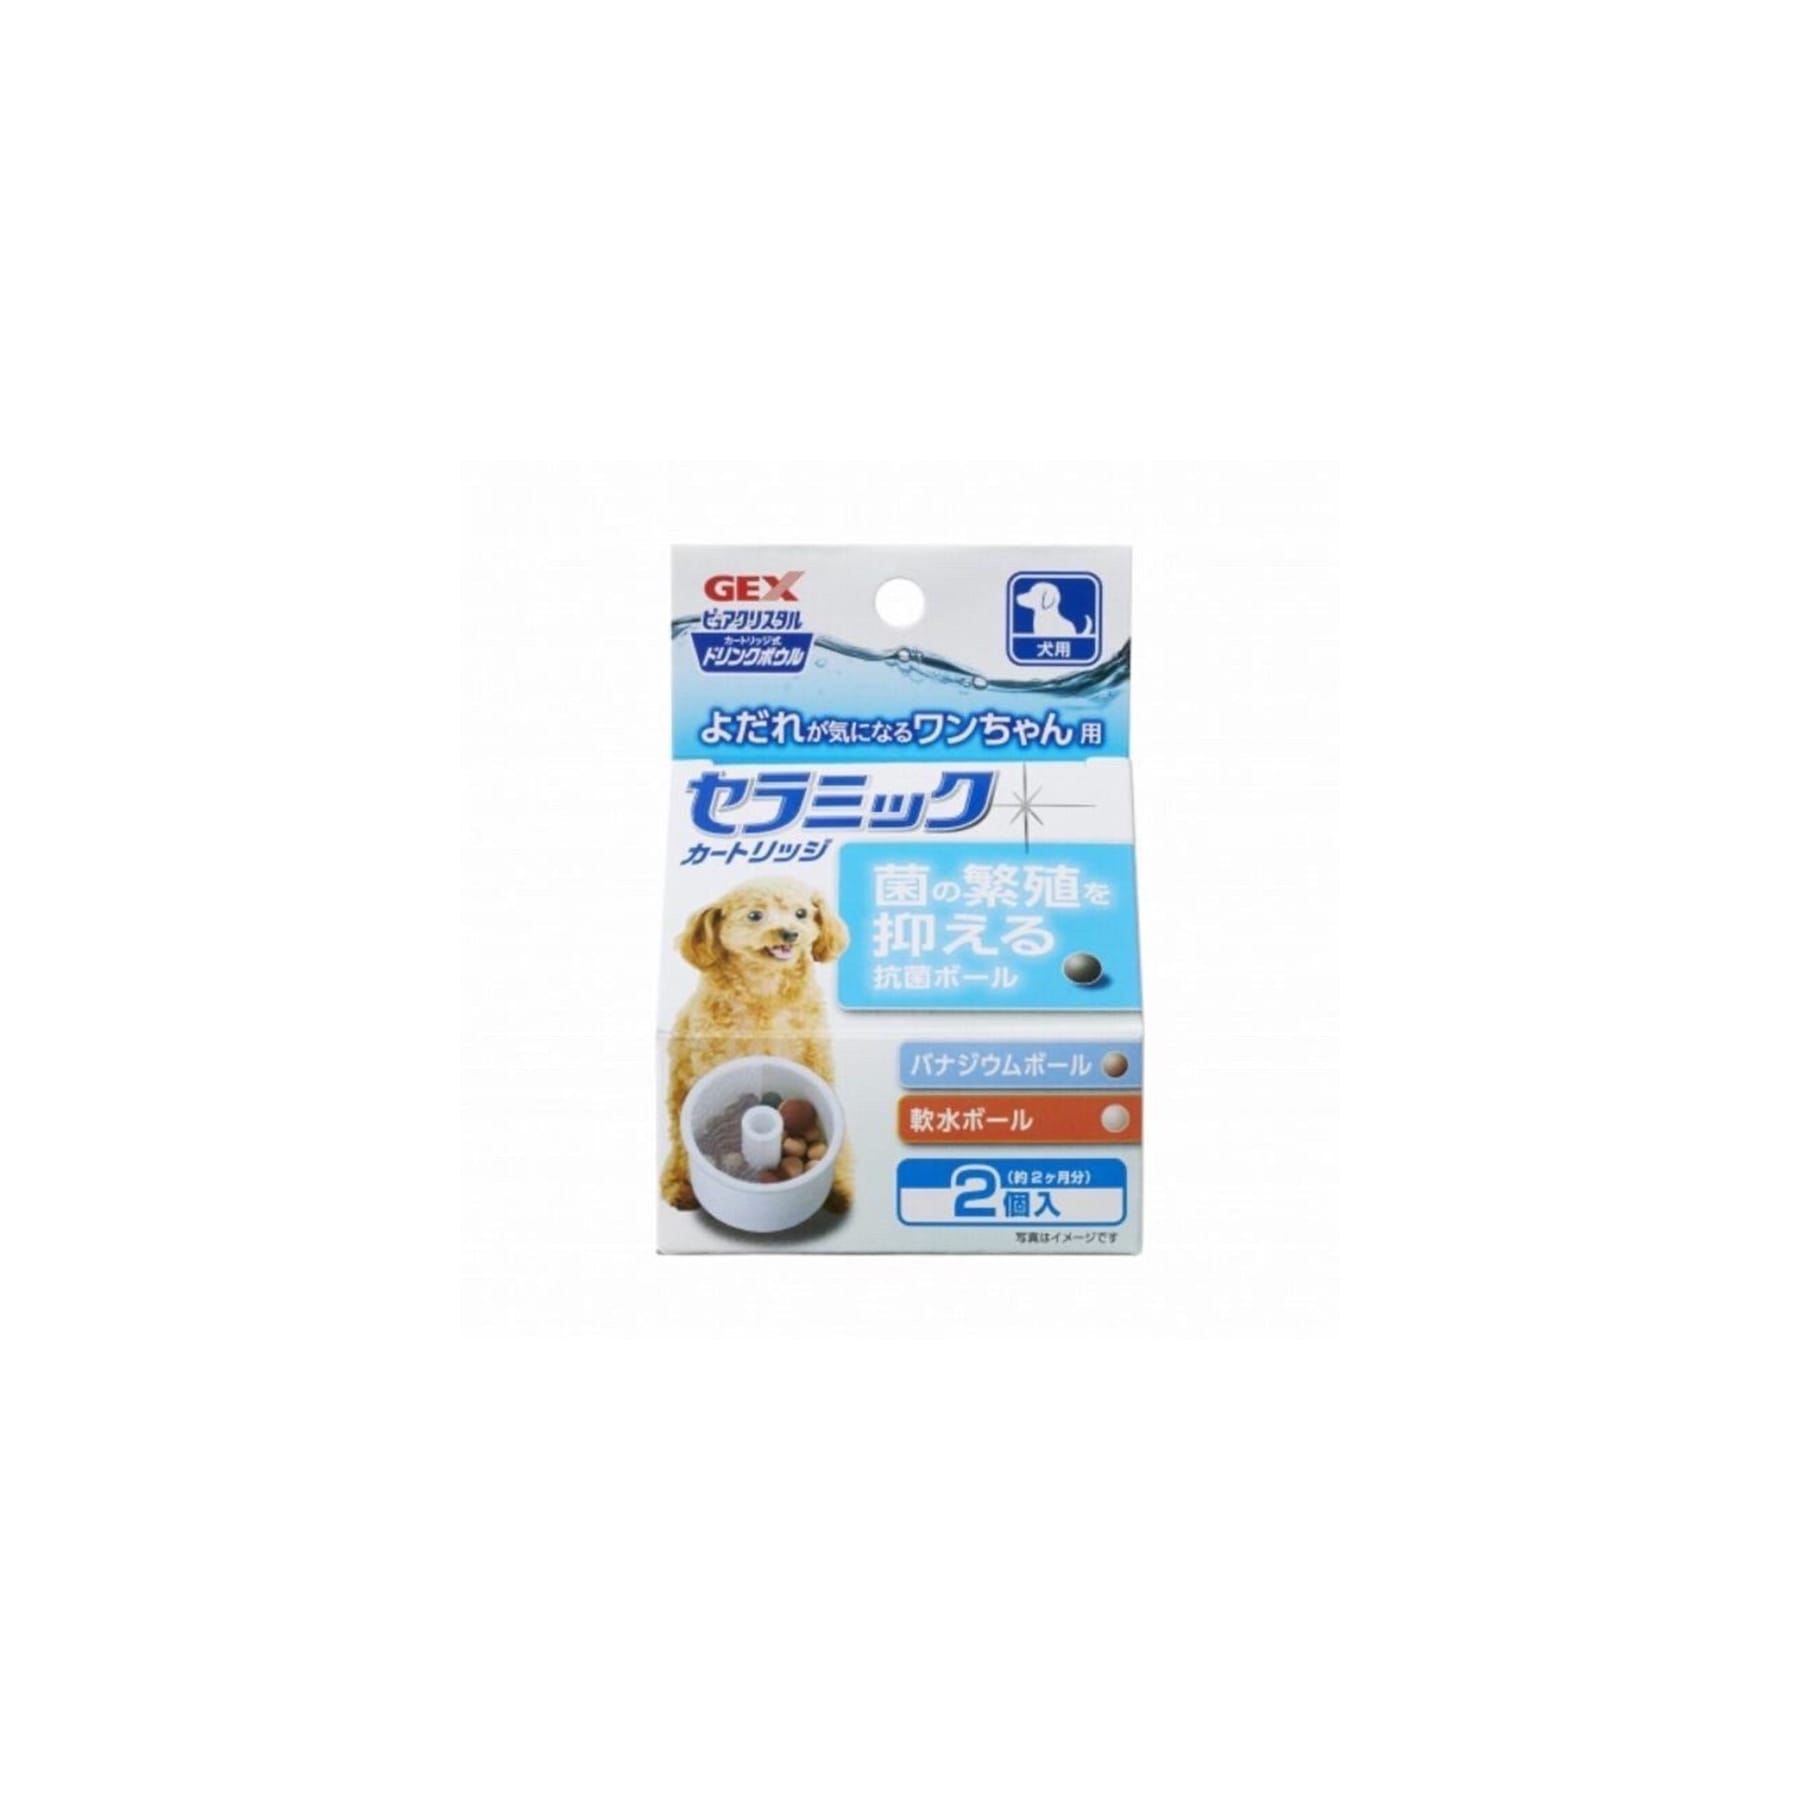 GEX
ピュアクリスタル
カートリッジ式
ドリンクボウル
犬用
よだれが気になるワンちゃん用
セラミック
カートリッジ
菌の繁殖を
抑える
抗菌ボール
バナジウムボール
軟水ボール
(約2ヶ月分)
2個入
写真はイメージです